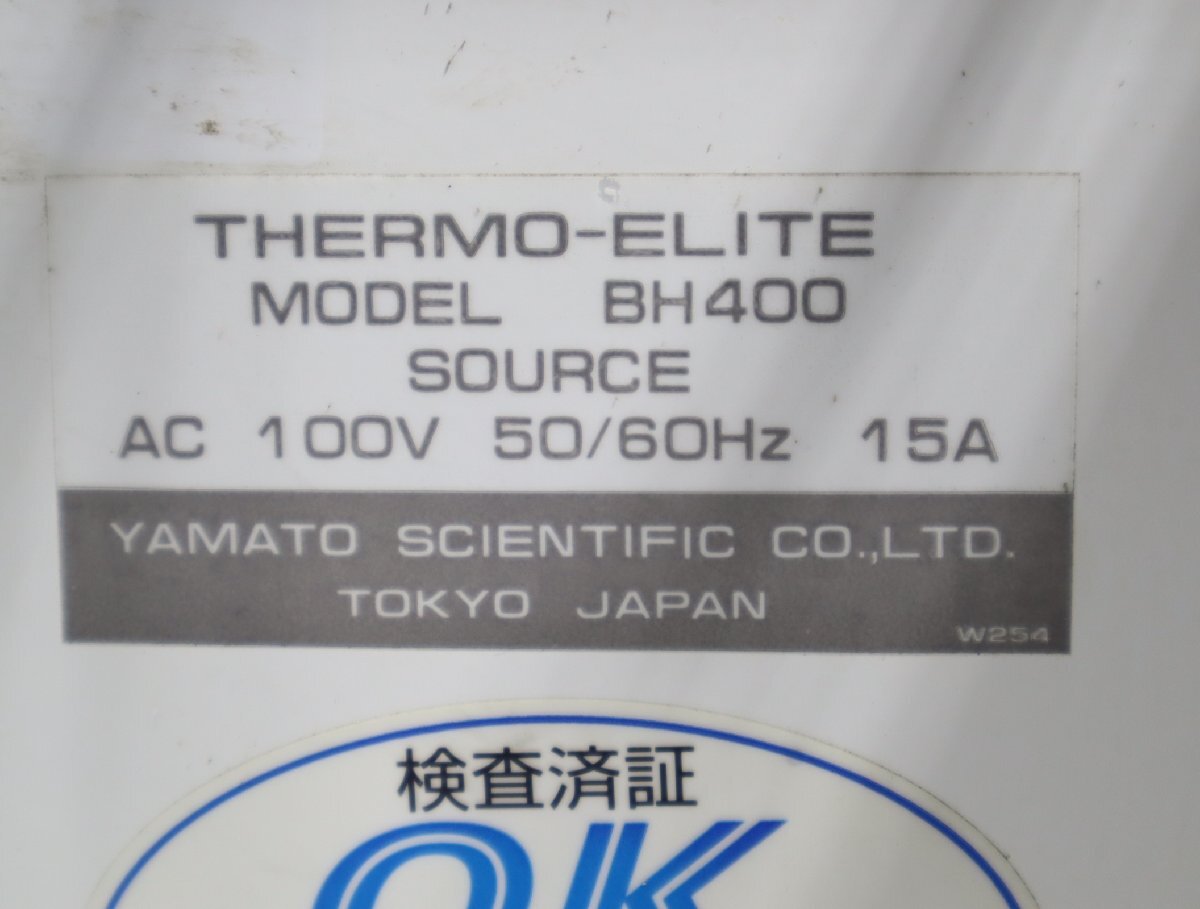 THERMO-ELITE
MODEL BH400
SOURCE
AC 100V 50/60Hz 15A
YAMATO SCIENTIFIC CO.,LTD.
TOKYO JAPAN
W254
検査済証
OK